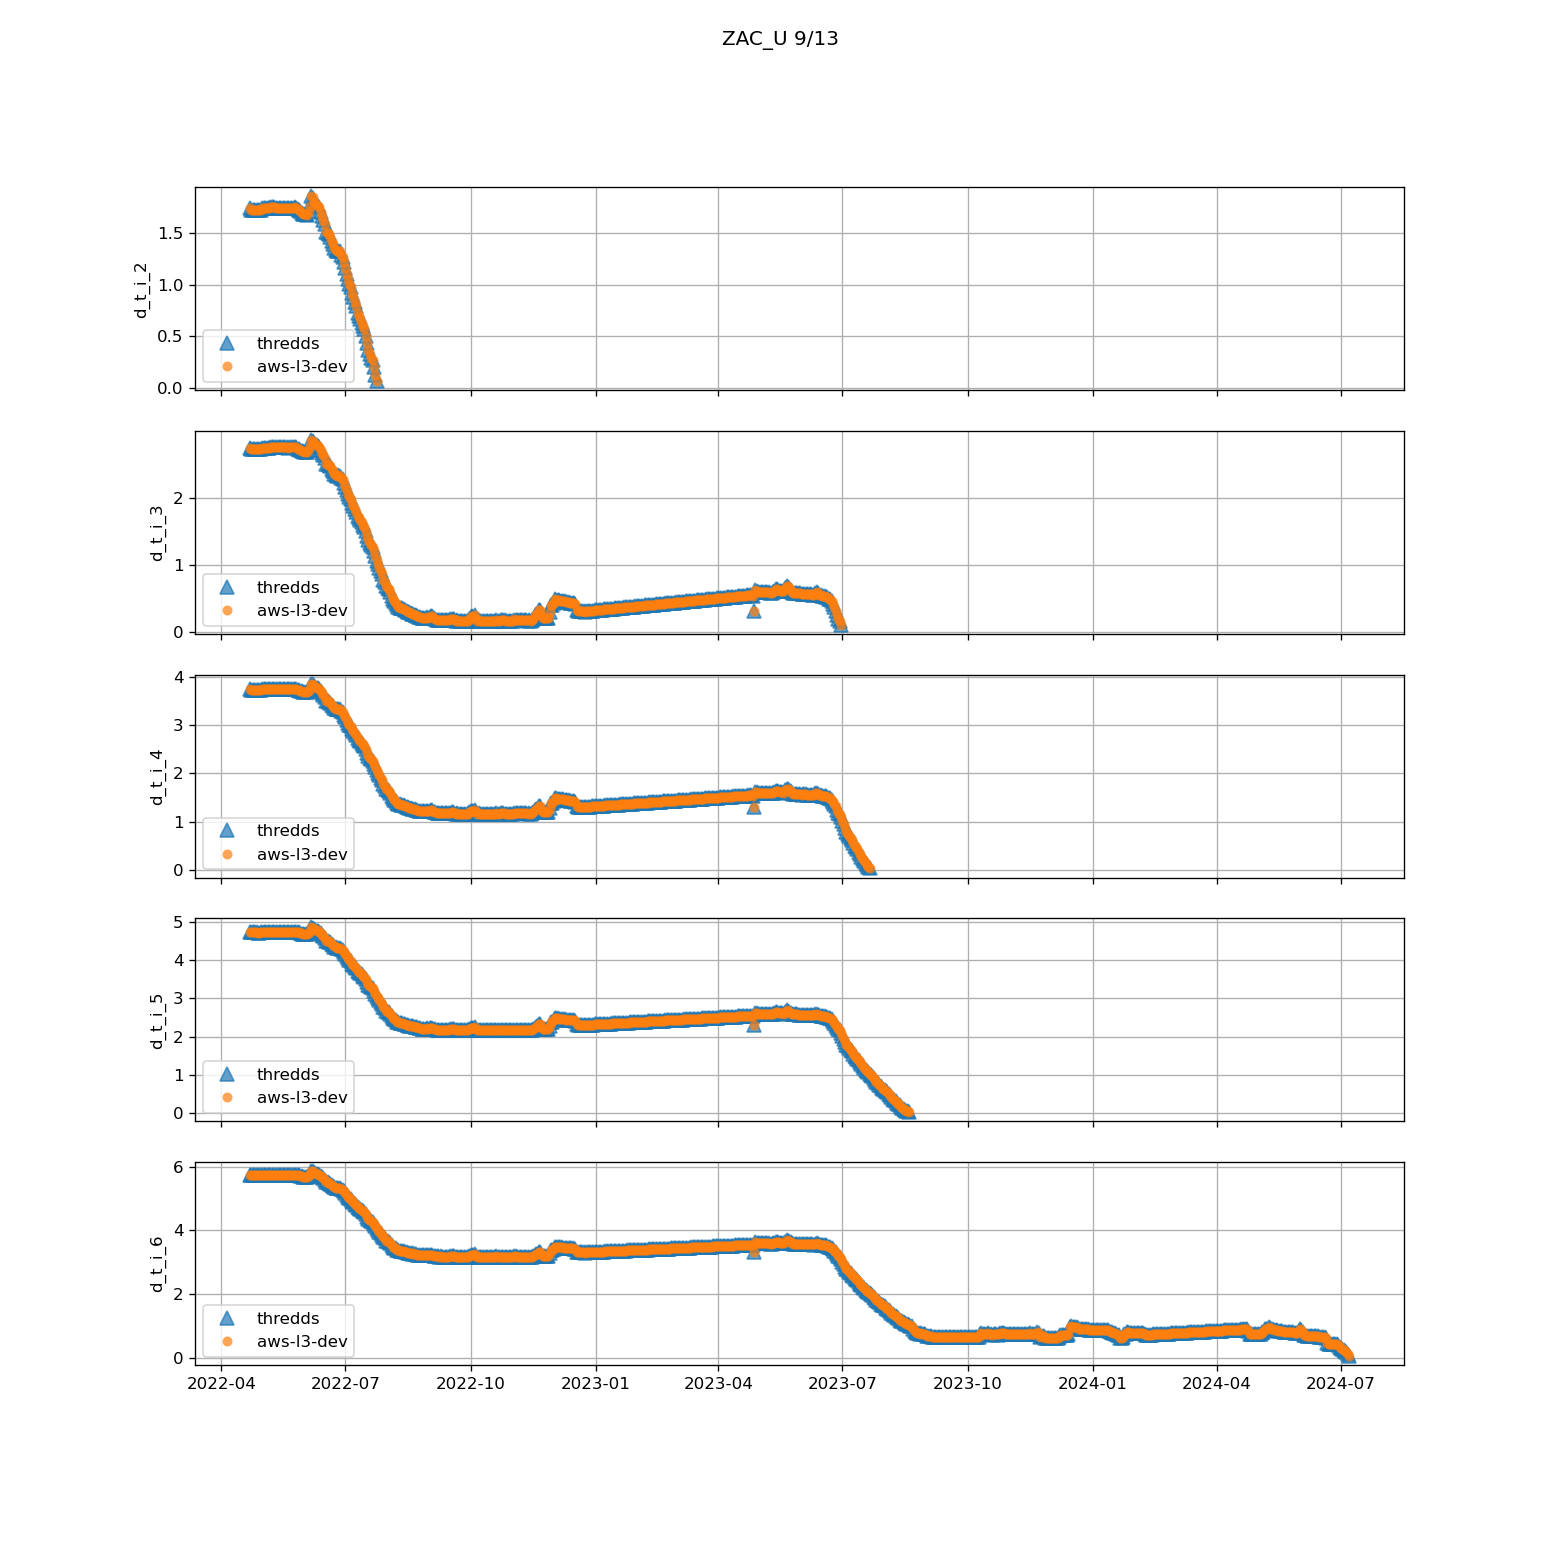 ZAC_U 9/13
1.5
1.0
0.5
0.0
d_t_i_2
thredds
aws-l3-dev
2
1
0
d_t_i_3
thredds
aws-l3-dev
4
3
2
1
0
d_t_i_4
thredds
aws-l3-dev
5
4
3
2
1
0
d_t_i_5
thredds
aws-l3-dev
6
4
2
0
d_t_i_6
thredds
aws-l3-dev
2022-04 2022-07 2022-10 2023-01 2023-04 2023-07 2023-10 2024-01 2024-04 2024-07